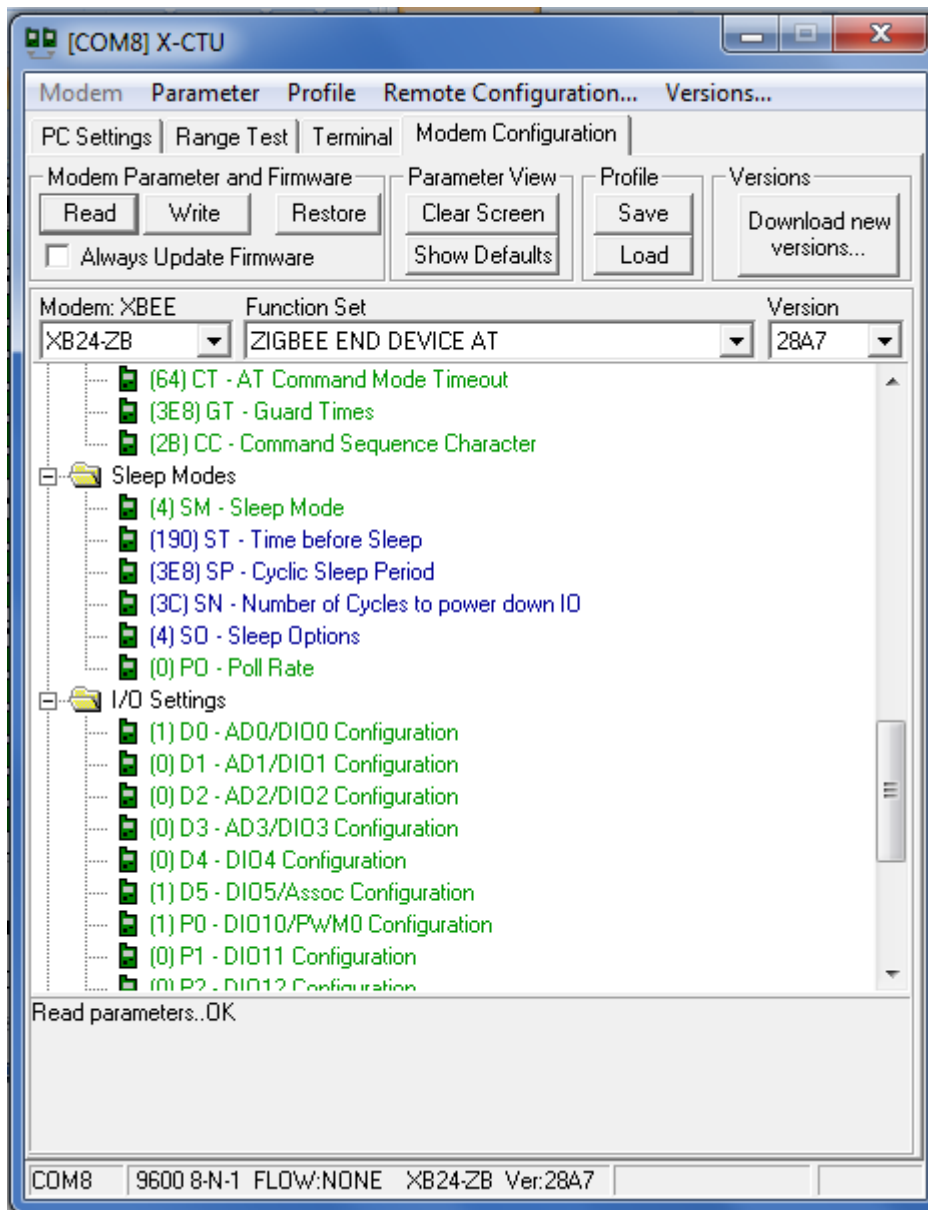 [COM8] X-CTU
Modem Parameter Profile Remote Configuration... Versions...
PC Settings Range Test Terminal Modem Configuration
Modem Parameter and Firmware Parameter View Profile Versions
Read Write Restore Clear Screen Save Download new versions...
Always Update Firmware Show Defaults Load
Modem: XBEE Function Set Version
XB24-ZB ZIGBEE END DEVICE AT 28A7
(64) CT - AT Command Mode Timeout
(3E8) GT - Guard Times
(2B) CC - Command Sequence Character
Sleep Modes
(4) SM - Sleep Mode
(190) ST - Time before Sleep
(3E8) SP - Cyclic Sleep Period
(3C) SN - Number of Cycles to power down IO
(4) SO - Sleep Options
(0) PO - Poll Rate
I/O Settings
(1) D0 - AD0/DIO0 Configuration
(0) D1 - AD1/DIO1 Configuration
(0) D2 - AD2/DIO2 Configuration
(0) D3 - AD3/DIO3 Configuration
(0) D4 - DIO4 Configuration
(1) D5 - DIO5/Assoc Configuration
(1) P0 - DIO10/PWM0 Configuration
(0) P1 - DIO11 Configuration
(0) P2 - DIO12 Configuration
Read parameters..OK
COM8 9600 8-N-1 FLOW:NONE XB24-ZB Ver:28A7